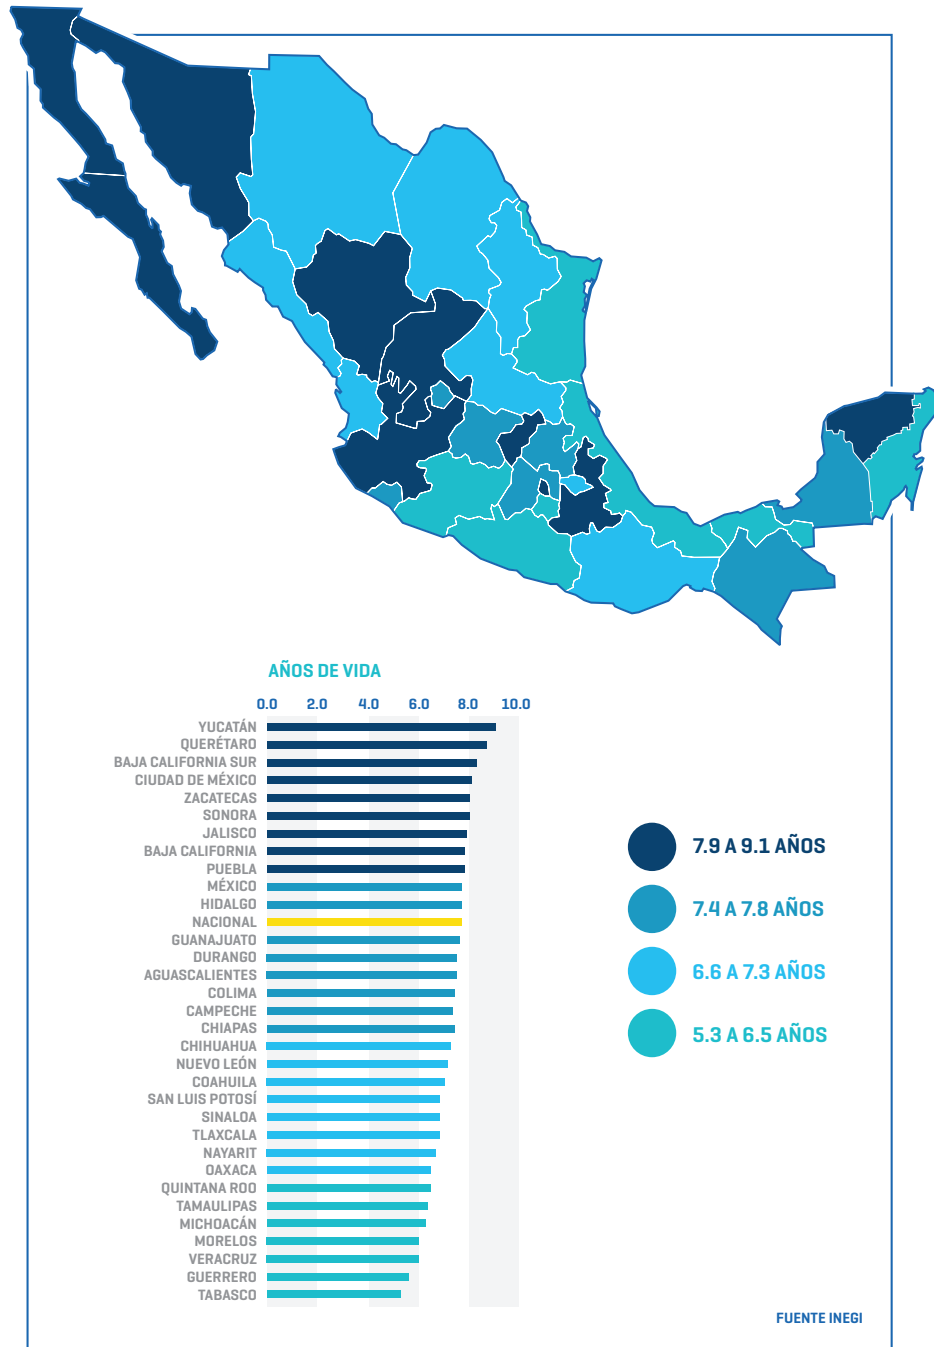 AÑOS DE VIDA
0.0 2.0 4.0 6.0 8.0 10.0
YUCATÁN
QUERÉTARO
BAJA CALIFORNIA SUR
CIUDAD DE MÉXICO
ZACATECAS
SONORA
JALISCO
BAJA CALIFORNIA
PUEBLA
MÉXICO
HIDALGO
NACIONAL
GUANAJUATO
DURANGO
AGUASCALIENTES
COLIMA
CAMPECHE
CHIAPAS
CHIHUAHUA
NUEVO LEÓN
COAHUILA
SAN LUIS POTOSÍ
SINALOA
TLAXCALA
NAYARIT
OAXACA
QUINTANA ROO
TAMAULIPAS
MICHOACÁN
MORELOS
VERACRUZ
GUERRERO
TABASCO
7.9 A 9.1 AÑOS
7.4 A 7.8 AÑOS
6.6 A 7.3 AÑOS
5.3 A 6.5 AÑOS
FUENTE INEGI